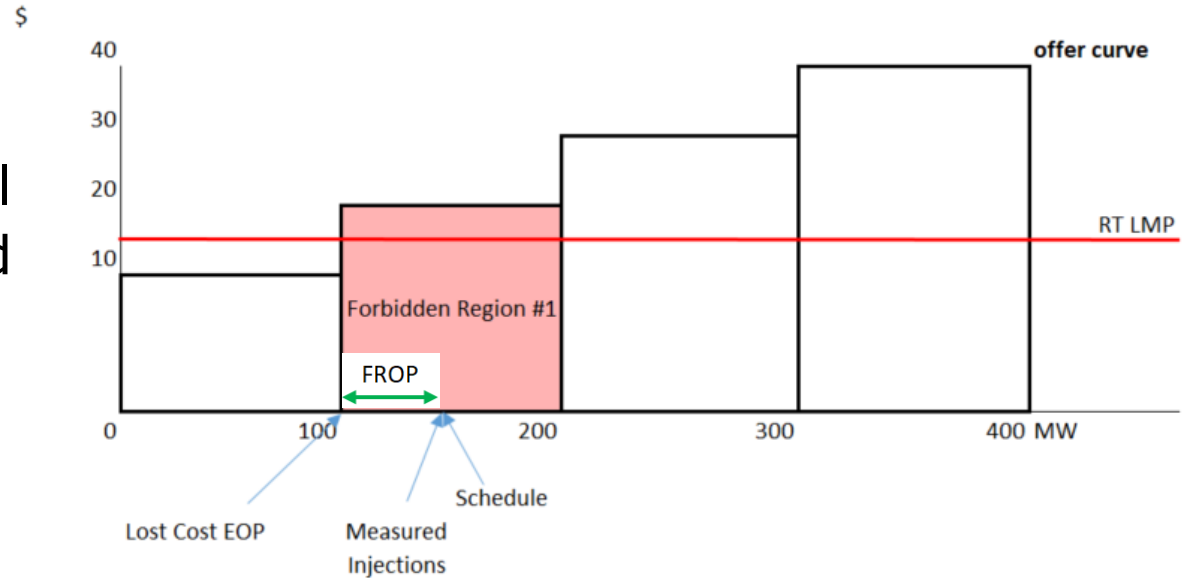 $
40
offer curve
30
20
RT LMP
10
Forbidden Region #1
FROP
0
100
200
300
400 MW
Schedule
Lost Cost EOP
Measured
Injections